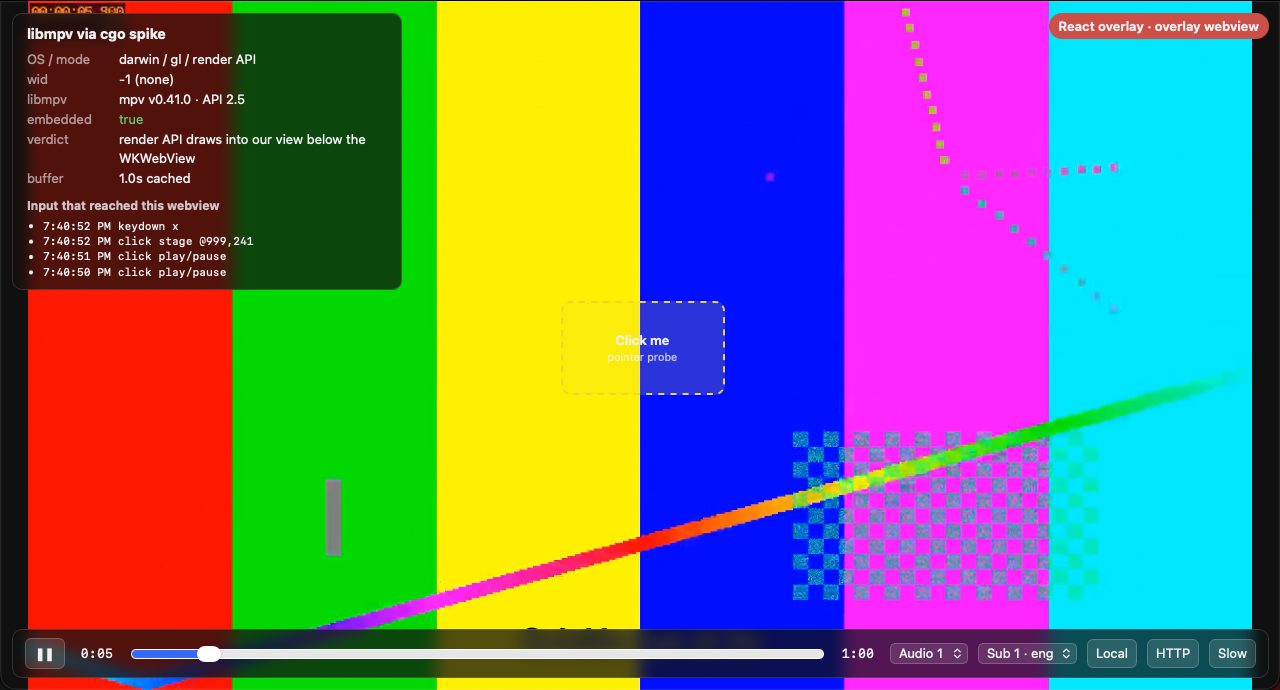 00:00:05.900
libmpv via cgo spike
React overlay · overlay webview
OS / mode darwin / gl / render API
wid -1 (none)
libmpv mpv v0.41.0 · API 2.5
embedded true
verdict render API draws into our view below the
WKWebView
buffer 1.0s cached
Input that reached this webview
• 7:40:52 PM keydown x
• 7:40:52 PM click stage @999,241
• 7:40:51 PM click play/pause
• 7:40:50 PM click play/pause
Click me
pointer probe
0:05 1:00 Audio 1 Sub 1 · eng Local HTTP Slow